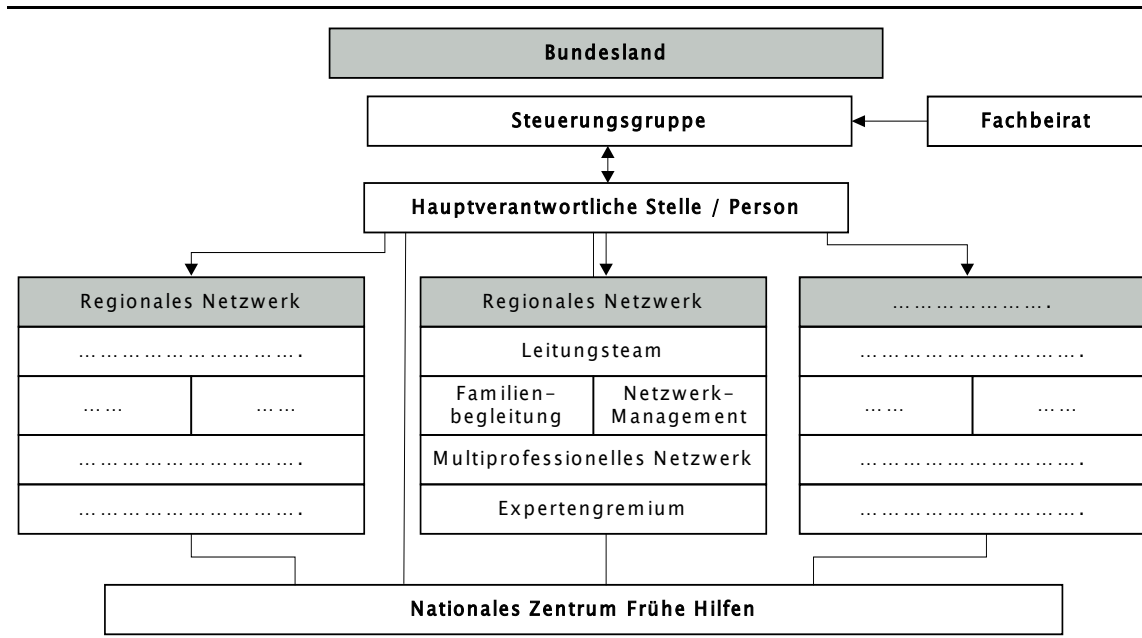 Bundesland
Steuerungsgruppe
Fachbeirat
Hauptverantwortliche Stelle / Person
Regionales Netzwerk
Regionales Netzwerk
… … … … … … .
… … … … … … … … .
Leitungsteam
… … … … … … … … .
… …
… …
Familien–
begleitung
Netzwerk–
Management
… …
… …
… … … … … … … … .
Multiprofessionelles Netzwerk
… … … … … … … … .
… … … … … … … … .
Expertengremium
… … … … … … … … .
Nationales Zentrum Frühe Hilfen